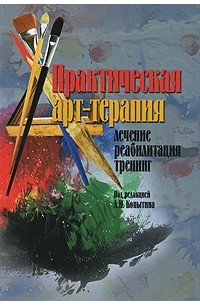 Практическая
арт-терапия
лечение
реабилитация
тренинг
Под редакцией
А.И. Копытина